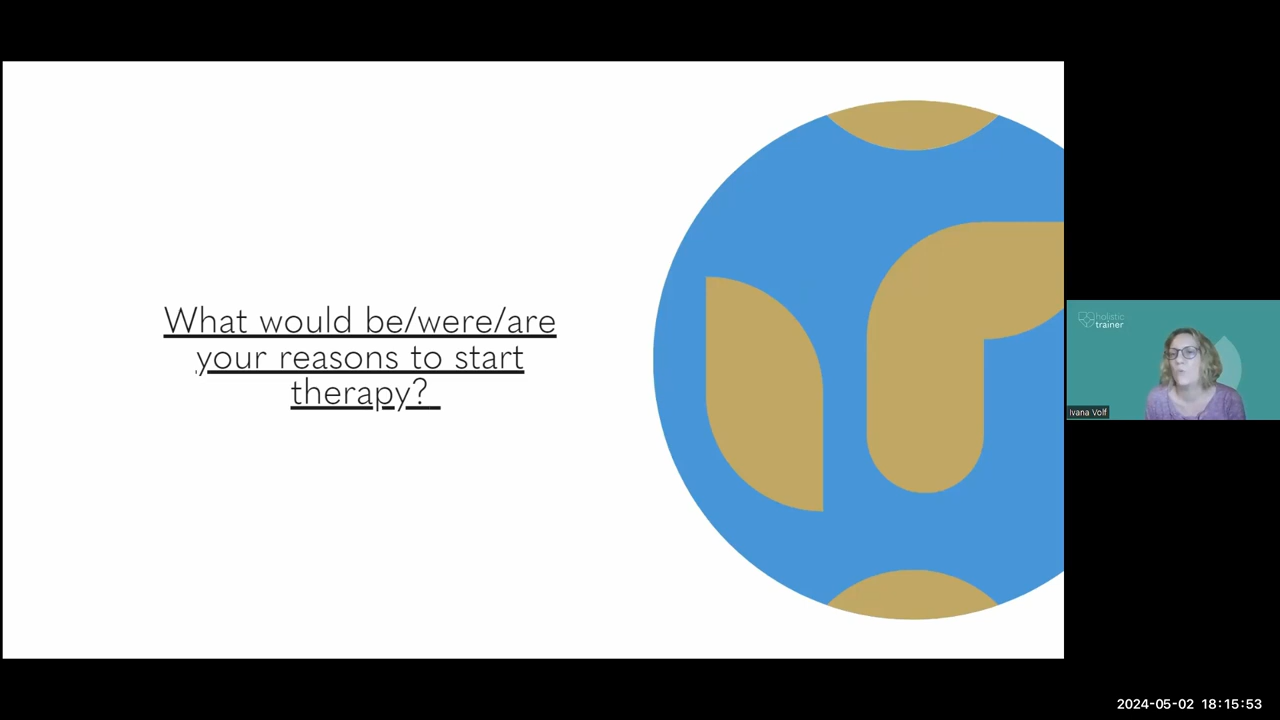 What would be/were/are
your reasons to start
therapy?
holistic
trainer
Ivana Volf
2024-05-02 18:15:53